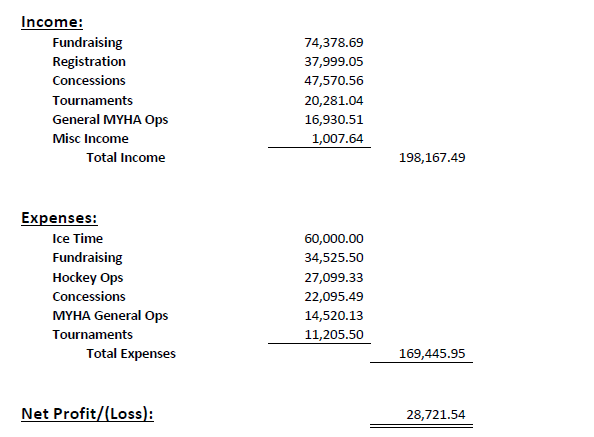 Income:
Fundraising 74,378.69
Registration 37,999.05
Concessions 47,570.56
Tournaments 20,281.04
General MYHA Ops 16,930.51
Misc Income 1,007.64
Total Income 198,167.49
Expenses:
Ice Time 60,000.00
Fundraising 34,525.50
Hockey Ops 27,099.33
Concessions 22,095.49
MYHA General Ops 14,520.13
Tournaments 11,205.50
Total Expenses 169,445.95
Net Profit/(Loss): 28,721.54